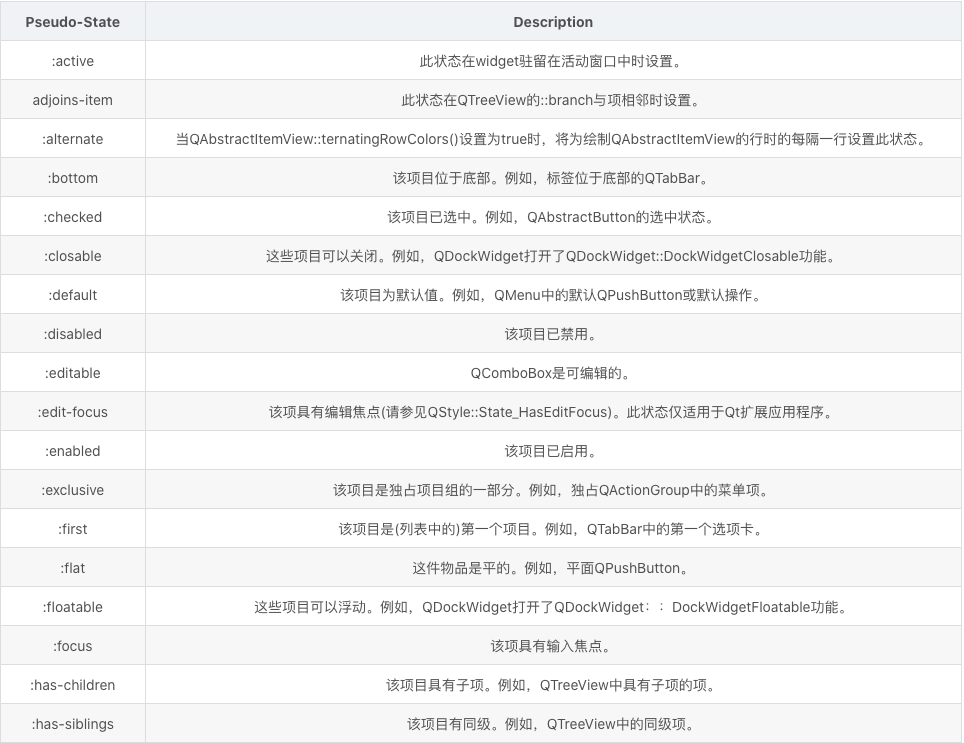 Pseudo-State Description
:active 此状态在widget驻留在活动窗口中时设置。
adjoins-item 此状态在QTreeView的::branch与项相邻时设置。
:alternate 当QAbstractItemView::ternatingRowColors()设置为true时，将为绘制QAbstractItemView的行时的每隔一行设置此状态。
:bottom 该项目位于底部。例如，标签位于底部的QTabBar。
:checked 该项目已选中。例如，QAbstractButton的选中状态。
:closable 这些项目可以关闭。例如，QDockWidget打开了QDockWidget::DockWidgetClosable功能。
:default 该项目为默认值。例如，QMenu中的默认QPushButton或默认操作。
:disabled 该项目已禁用。
:editable QComboBox是可编辑的。
:edit-focus 该项具有编辑焦点(请参见QStyle::State_HasEditFocus)。此状态仅适用于Qt扩展应用程序。
:enabled 该项目已启用。
:exclusive 该项目是独占项目组的一部分。例如，独占QActionGroup中的菜单项。
:first 该项目是(列表中的)第一个项目。例如，QTabBar中的第一个选项卡。
:flat 这件物品是平的。例如，平面QPushButton。
:floatable 这些项目可以浮动。例如，QDockWidget打开了QDockWidget：：DockWidgetFloatable功能。
:focus 该项具有输入焦点。
:has-children 该项目具有子项。例如，QTreeView中具有子项的项。
:has-siblings 该项目有同级。例如，QTreeView中的同级项。